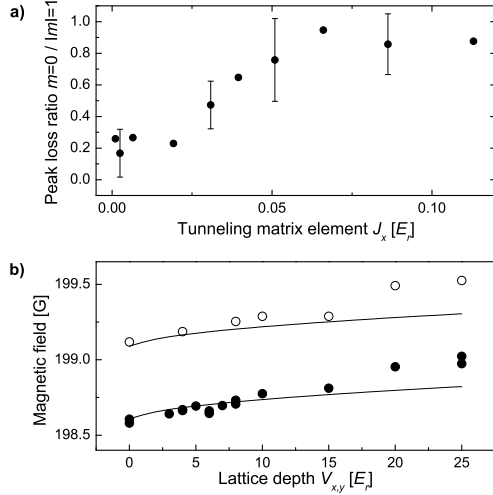 a)
Peak loss ratio m=0 / |m|=1
1.0
0.8
0.6
0.4
0.2
0.0
0.00 0.05 0.10
Tunneling matrix element J_x [E_r]
b)
Magnetic field [G]
199.5
199.0
198.5
0 5 10 15 20 25
Lattice depth V_x,y [E_r]